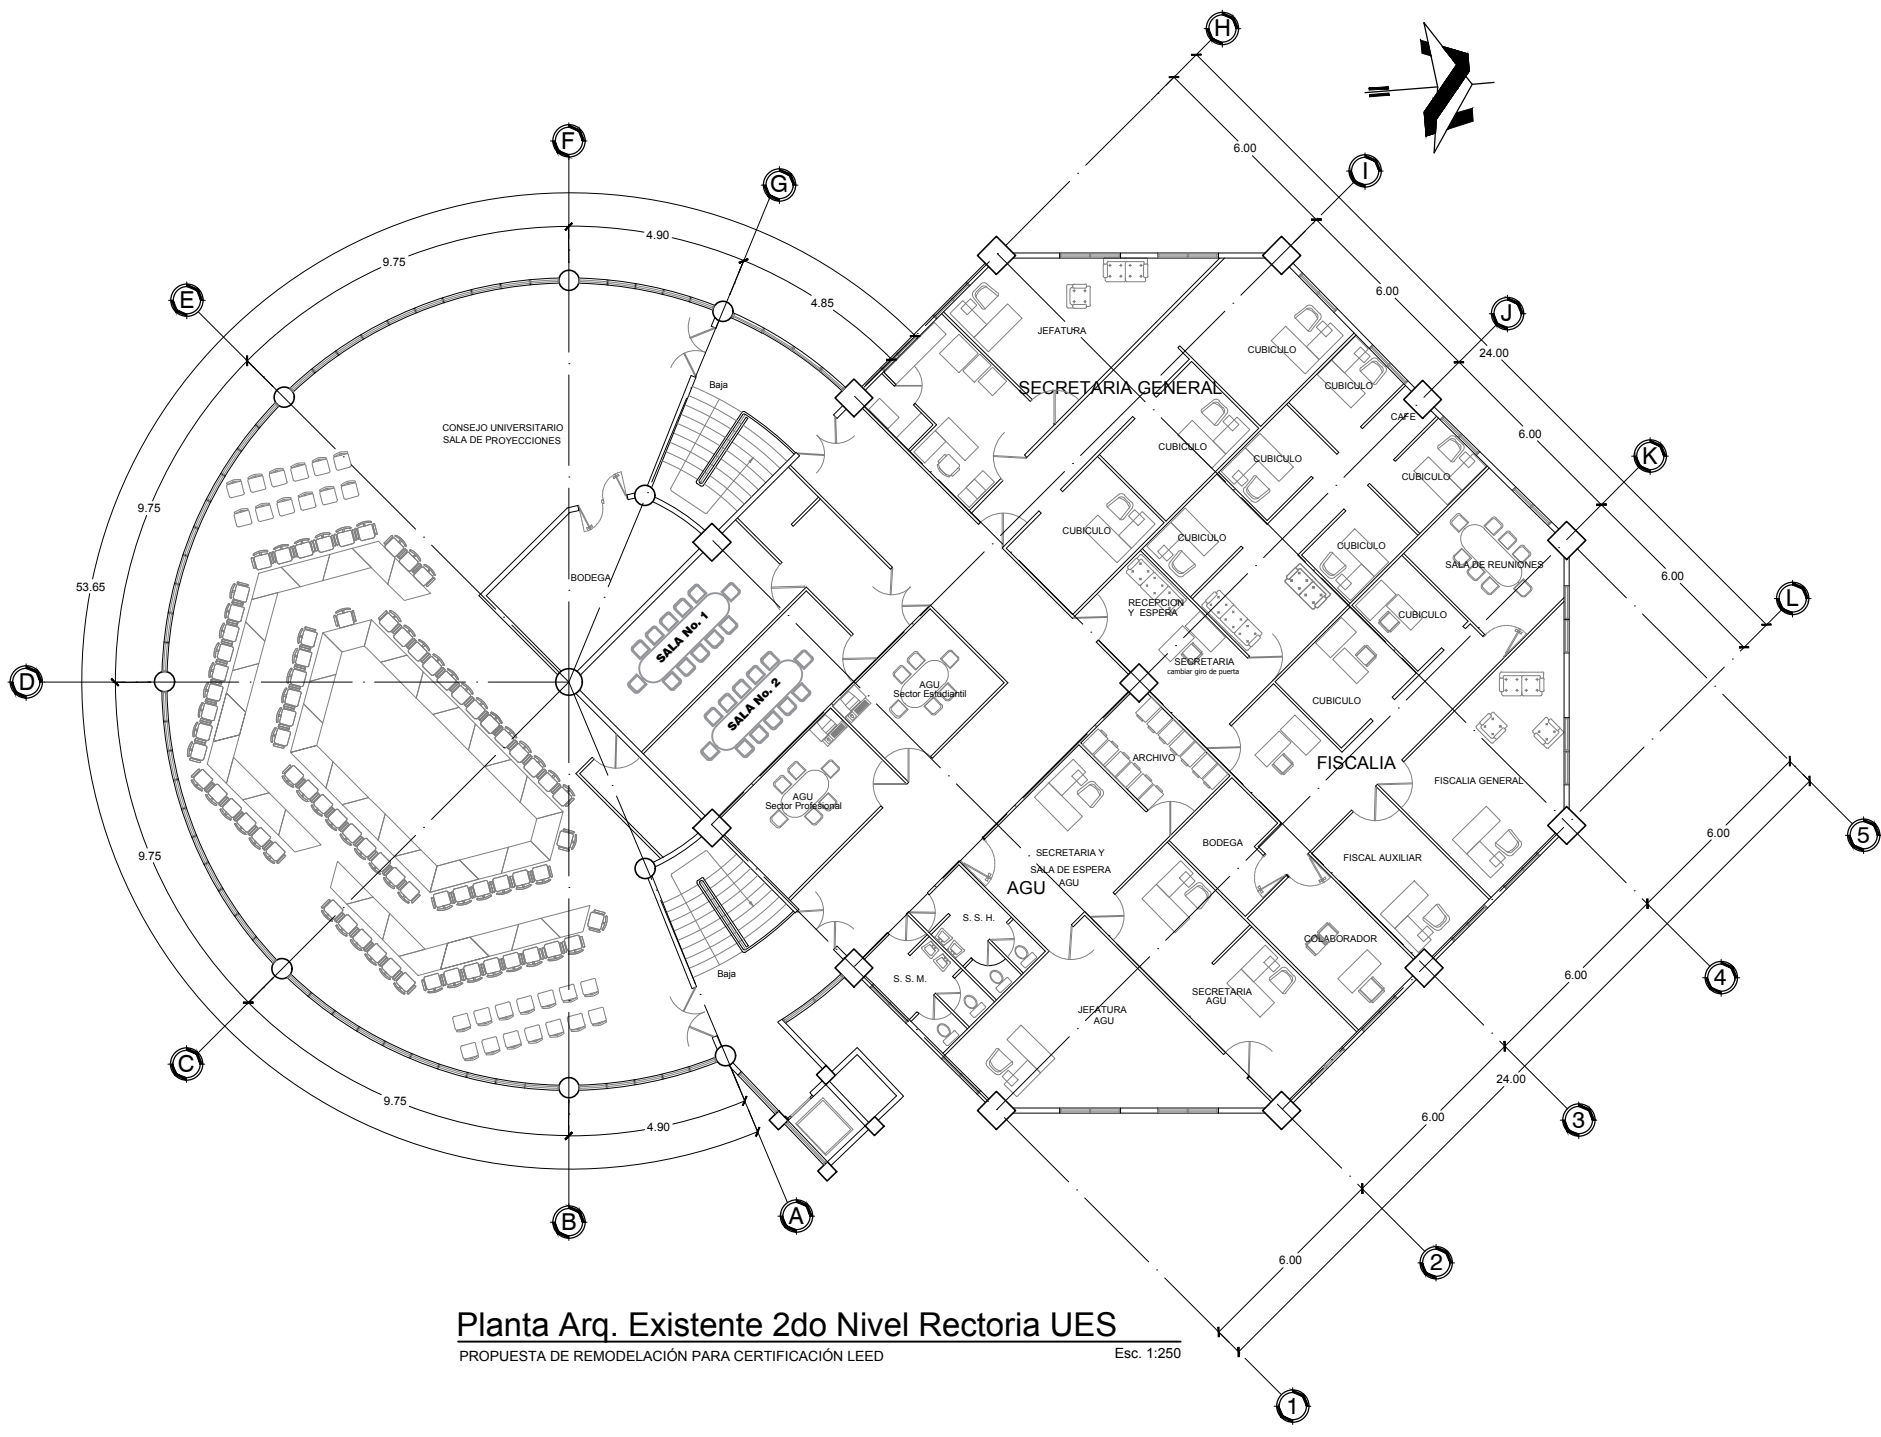 H
6.00
I
F
G
4.90
9.75
4.85
E
6.00
J
24.00
JEFATURA
CUBICULO
CUBICULO
SECRETARIA GENERAL
Baja
CAFE
CONSEJO UNIVERSITARIO
SALA DE PROYECCIONES
CUBICULO
CUBICULO
CUBICULO
6.00
K
9.75
CUBICULO
CUBICULO
CUBICULO
SALA DE REUNIONES
6.00
53.65
BODEGA
RECEPCION
Y ESPERA
CUBICULO
L
SALA No. 1
D
SECRETARIA
cambiar giro de puerta
AGU
Sector Estudiantil
SALA No. 2
CUBICULO
ARCHIVO
FISCALIA
FISCALIA GENERAL
AGU
Sector Profesional
6.00
5
BODEGA
FISCAL AUXILIAR
9.75
SECRETARIA Y
SALA DE ESPERA
AGU
AGU
S. S. H.
COLABORADOR
S. S. M.
Baja
6.00
4
SECRETARIA
AGU
JEFATURA
AGU
C
24.00
9.75
4.90
6.00
3
B
A
6.00
2
Planta Arq. Existente 2do Nivel Rectoria UES
PROPUESTA DE REMODELACIÓN PARA CERTIFICACIÓN LEED
Esc. 1:250
1